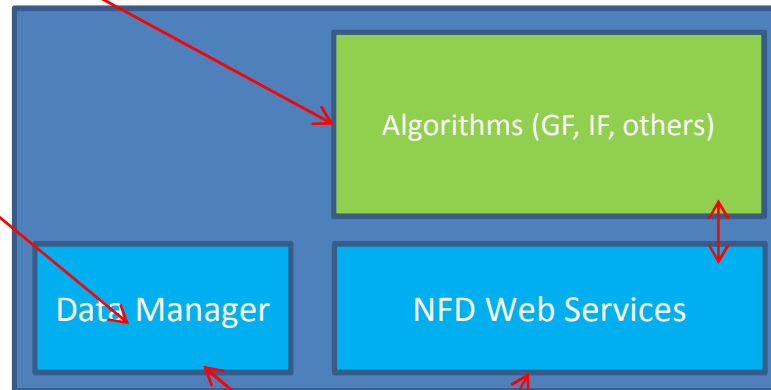 Algorithms (GF, IF, others)
Data Manager
NFD Web Services